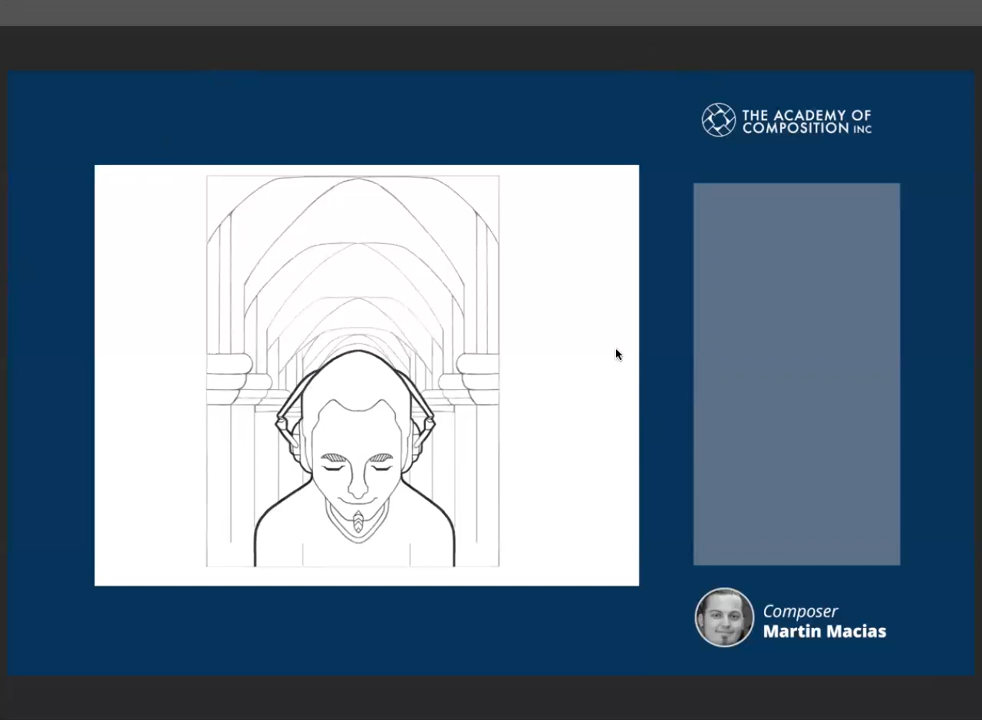 THE ACADEMY OF
COMPOSITION INC
Composer
Martin Macias